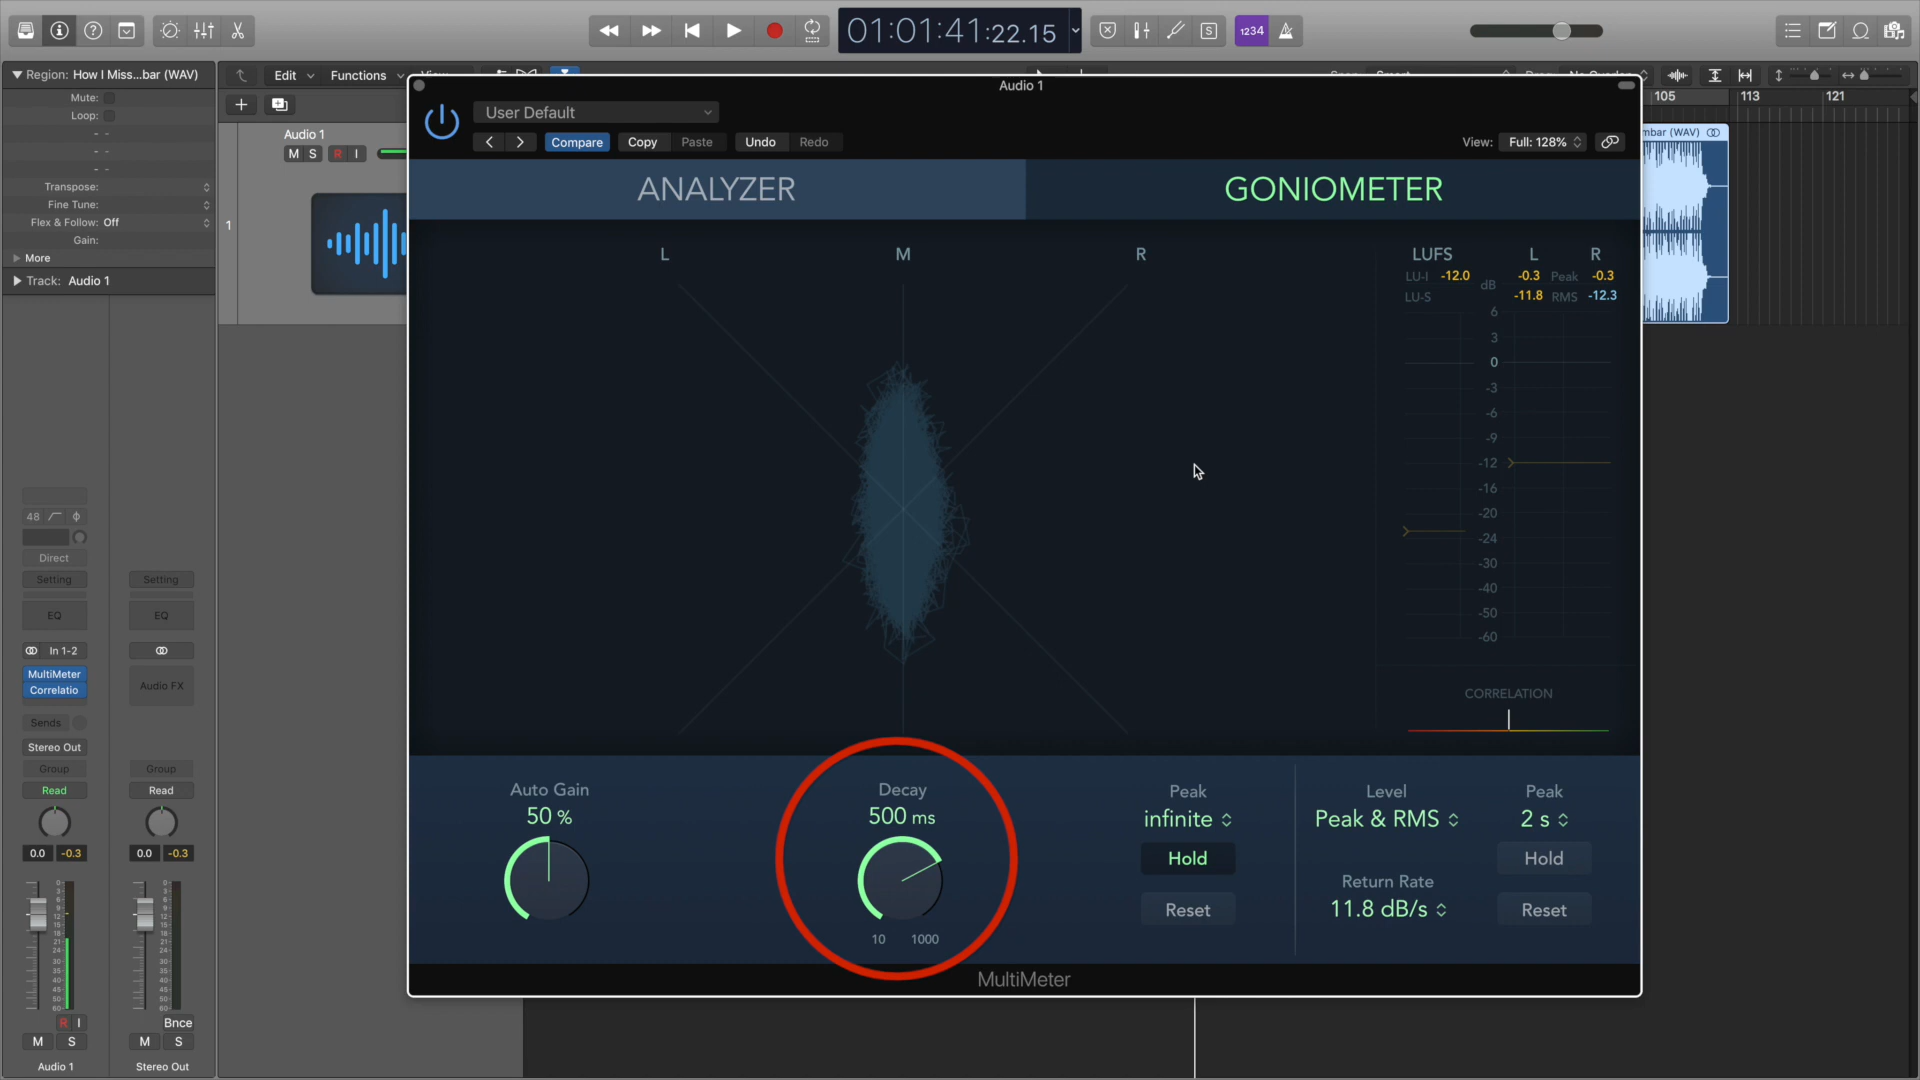 01:01:41:22.15
1234
Region: How I Miss...bar (WAV)
Mute:
Loop:
Transpose:
Fine Tune:
Flex & Follow: Off
Gain:
More
Track: Audio 1
Edit
Functions
105
113
121
Audio 1
M S R I
1
mbar (WAV)
Audio 1
User Default
Compare
Copy
Paste
Undo
Redo
View: Full: 128%
ANALYZER
GONIOMETER
L
M
R
LUFS
L
R
LU-I -12.0
LU-S
dB
-0.3 Peak -0.3
-11.8 RMS -12.3
6
3
0
-3
-6
-9
-12
-16
-20
-24
-30
-40
-50
-60
CORRELATION
Auto Gain
50 %
Decay
500 ms
10
1000
Peak
infinite
Hold
Reset
Level
Peak & RMS
Return Rate
11.8 dB/s
Peak
2 s
Hold
Reset
MultiMeter
48
Direct
Setting
EQ
In 1-2
MultiMeter
Correlatio
Sends
Stereo Out
Group
Read
0.0 -0.3
R I
M S
Audio 1
Setting
EQ
Audio FX
Group
Read
0.0 -0.3
Bnce
M S
Stereo Out